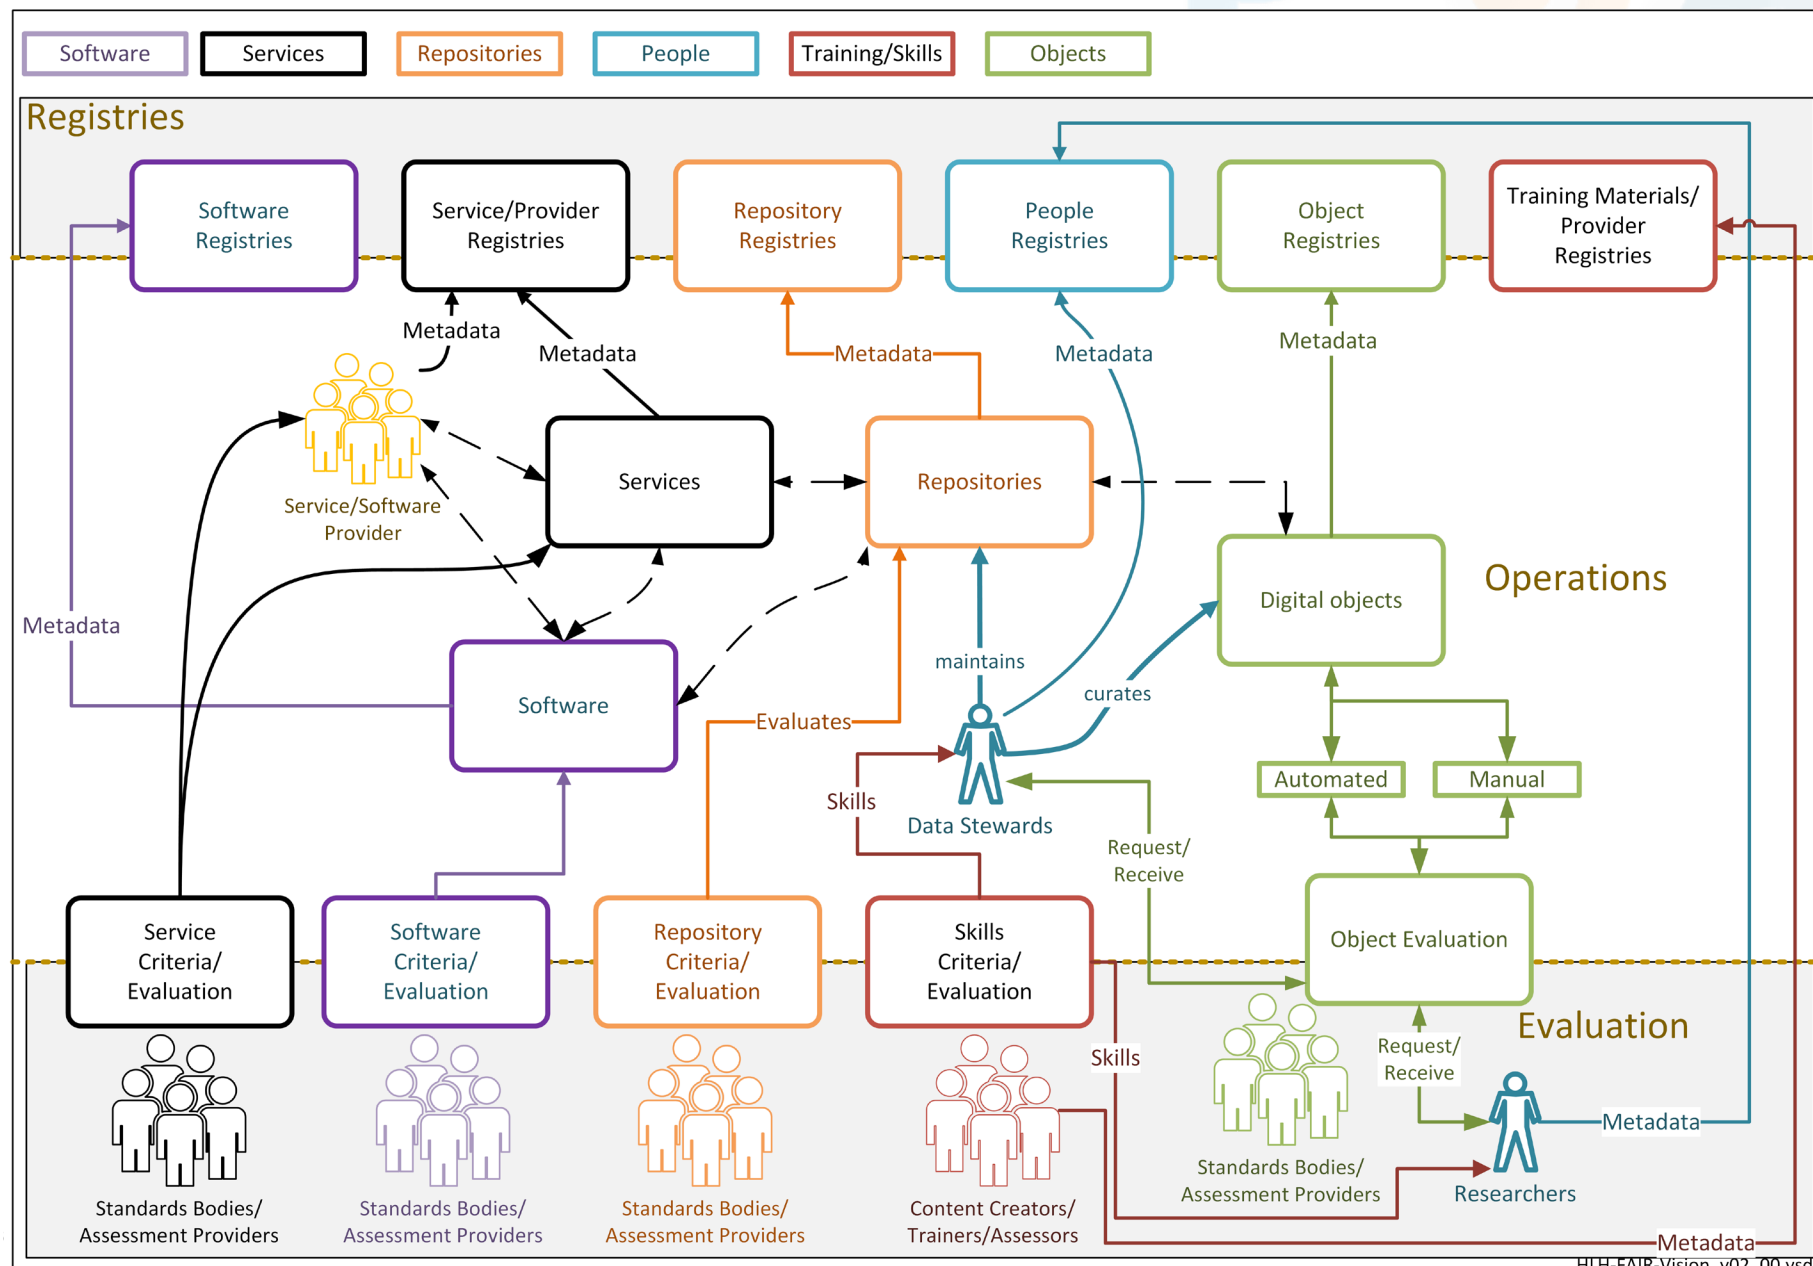 Software
Services
Repositories
People
Training/Skills
Objects
Registries
Software
Registries
Service/Provider
Registries
Repository
Registries
People
Registries
Object
Registries
Training Materials/
Provider
Registries
Metadata
Metadata
Metadata
Metadata
Metadata
Service/Software
Provider
Services
Repositories
Digital objects
Operations
Metadata
Software
maintains
curates
Evaluates
Automated
Manual
Skills
Data Stewards
Request/
Receive
Service
Criteria/
Evaluation
Software
Criteria/
Evaluation
Repository
Criteria/
Evaluation
Skills
Criteria/
Evaluation
Object Evaluation
Evaluation
Skills
Request/
Receive
Metadata
Standards Bodies/
Assessment Providers
Standards Bodies/
Assessment Providers
Standards Bodies/
Assessment Providers
Content Creators/
Trainers/Assessors
Standards Bodies/
Assessment Providers
Researchers
Metadata